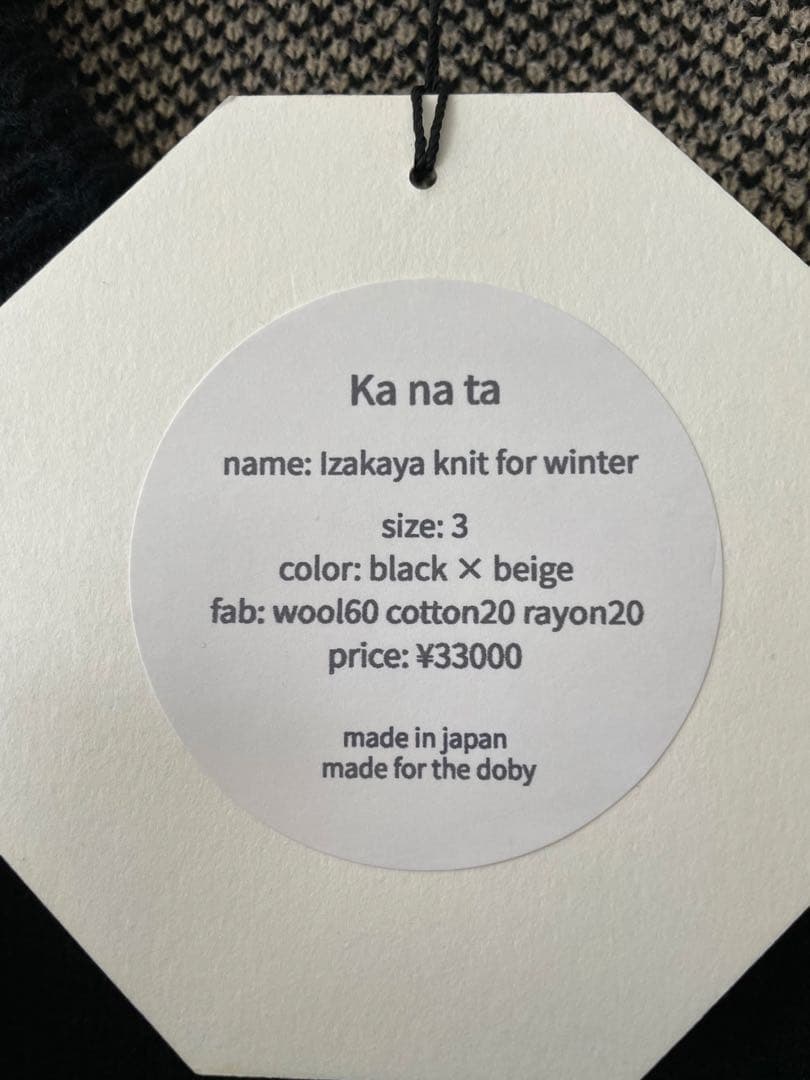 Ka na ta
name: Izakaya knit for winter
size: 3
color: black × beige
fab: wool60 cotton20 rayon20
price: ¥33000
made in japan
made for the doby